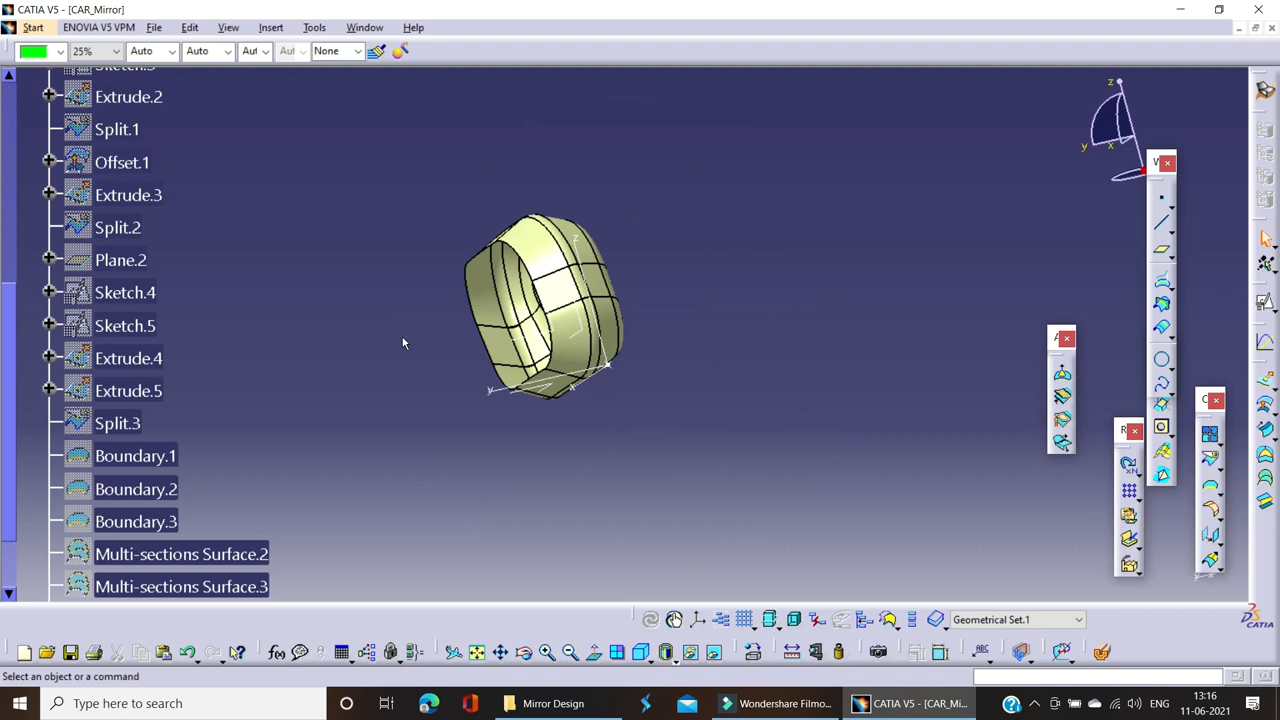 CATIA V5 - [CAR_Mirror]
Start ENOVIA V5 VPM File Edit View Insert Tools Window Help
25% Auto Auto Aut Aut None
Extrude.2
Split.1
Offset.1
Extrude.3
Split.2
Plane.2
Sketch.4
Sketch.5
Extrude.4
Extrude.5
Split.3
Boundary.1
Boundary.2
Boundary.3
Multi-sections Surface.2
Multi-sections Surface.3
z
y
x
z
y
x
W
A
C
R
Geometrical Set.1
CATIA
Select an object or a command
Type here to search
Mirror Design
Wondershare Filmo...
CATIA V5 - [CAR_Mi...
ENG
13:16
11-06-2021